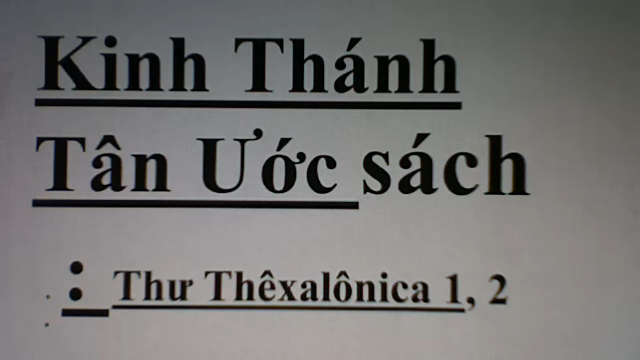 Kinh Thánh
Tân Ước sách
: Thư Thêxalônica 1, 2